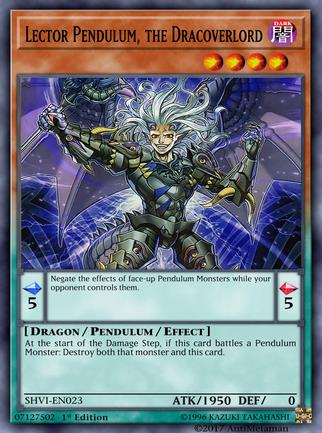 LECTOR PENDULUM, THE DRACOVERLORD
DARK
闇
Negate the effects of face-up Pendulum Monsters while your
opponent controls them.
5
5
[ DRAGON / PENDULUM / EFFECT ]
At the start of the Damage Step, if this card battles a Pendulum
Monster: Destroy both that monster and this card.
SHVI-EN023
ATK/1950 DEF/ 0
07127502
1st Edition
©1996 KAZUKI TAKAHASHI
©2017 AntiMetaman